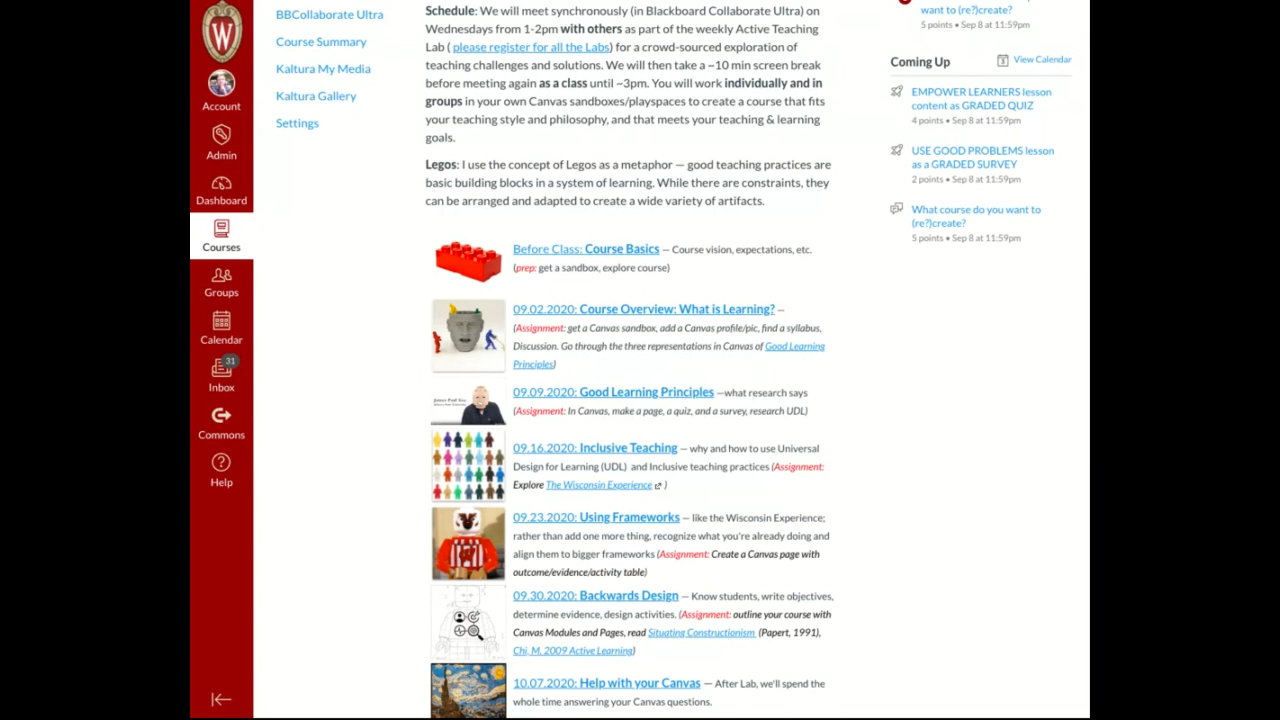 W
Account
Admin
Dashboard
Courses
Groups
Calendar
31
Inbox
Commons
Help
BBCollaborate Ultra
Course Summary
Kaltura My Media
Kaltura Gallery
Settings
Schedule: We will meet synchronously (in Blackboard Collaborate Ultra) on
Wednesdays from 1-2pm with others as part of the weekly Active Teaching
Lab ( please register for all the Labs) for a crowd-sourced exploration of
teaching challenges and solutions. We will then take a ~10 min screen break
before meeting again as a class until ~3pm. You will work individually and in
groups in your own Canvas sandboxes/playspaces to create a course that fits
your teaching style and philosophy, and that meets your teaching & learning
goals.
Legos: I use the concept of Legos as a metaphor — good teaching practices are
basic building blocks in a system of learning. While there are constraints, they
can be arranged and adapted to create a wide variety of artifacts.
Before Class: Course Basics — Course vision, expectations, etc.
(prep: get a sandbox, explore course)
09.02.2020: Course Overview: What is Learning? —
(Assignment: get a Canvas sandbox, add a Canvas profile/pic, find a syllabus,
Discussion. Go through the three representations in Canvas of Good Learning
Principles)
09.09.2020: Good Learning Principles —what research says
(Assignment: In Canvas, make a page, a quiz, and a survey, research UDL)
09.16.2020: Inclusive Teaching — why and how to use Universal
Design for Learning (UDL) and Inclusive teaching practices (Assignment:
Explore The Wisconsin Experience )
09.23.2020: Using Frameworks — like the Wisconsin Experience;
rather than add one more thing, recognize what you're already doing and
align them to bigger frameworks (Assignment: Create a Canvas page with
outcome/evidence/activity table)
09.30.2020: Backwards Design — Know students, write objectives,
determine evidence, design activities. (Assignment: outline your course with
Canvas Modules and Pages, read Situating Constructionism (Papert, 1991),
Chi, M. 2009 Active Learning)
10.07.2020: Help with your Canvas — After Lab, we'll spend the
whole time answering your Canvas questions.
want to (re?)create?
5 points • Sep 8 at 11:59pm
Coming Up
View Calendar
EMPOWER LEARNERS lesson
content as GRADED QUIZ
4 points • Sep 8 at 11:59pm
USE GOOD PROBLEMS lesson
as a GRADED SURVEY
2 points • Sep 8 at 11:59pm
What course do you want to
(re?)create?
5 points • Sep 8 at 11:59pm